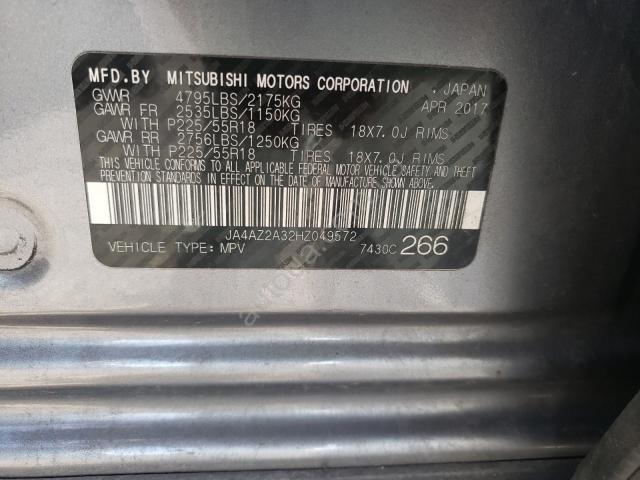 MFD.BY MITSUBISHI MOTORS CORPORATION , JAPAN
GVWR 4795LBS/2175KG APR 2017
GAWR FR 2535LBS/1150KG
WITH P225/55R18 TIRES 18X7.0J RIMS
GAWR RR 2756LBS/1250KG
WITH P225/55R18 TIRES 18X7.0J RIMS
THIS VEHICLE CONFORMS TO ALL APPLICABLE FEDERAL MOTOR VEHICLE SAFETY AND THEFT
PREVENTION STANDARDS IN EFFECT ON THE DATE OF MANUFACTURE SHOWN ABOVE.
JA4AZ2A32HZ049572
VEHICLE TYPE: MPV 7430C 266